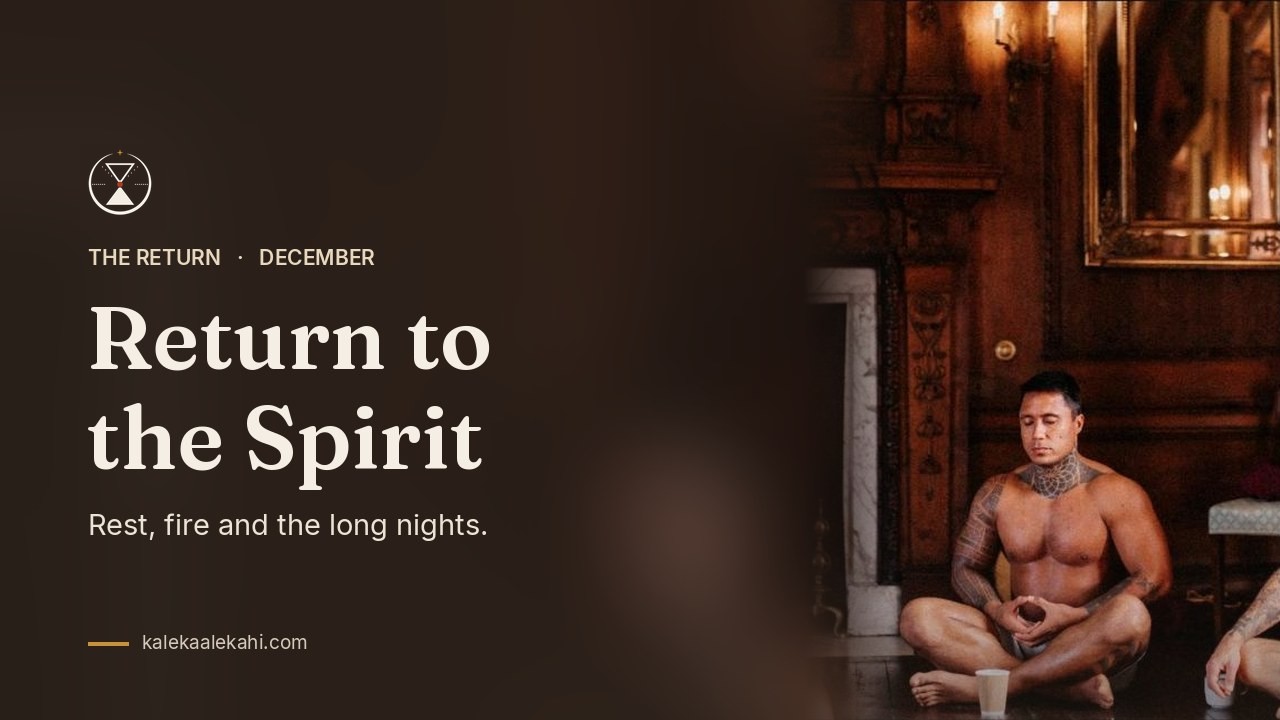 THE RETURN · DECEMBER
Return to
the Spirit
Rest, fire and the long nights.
kalekaalekahi.com